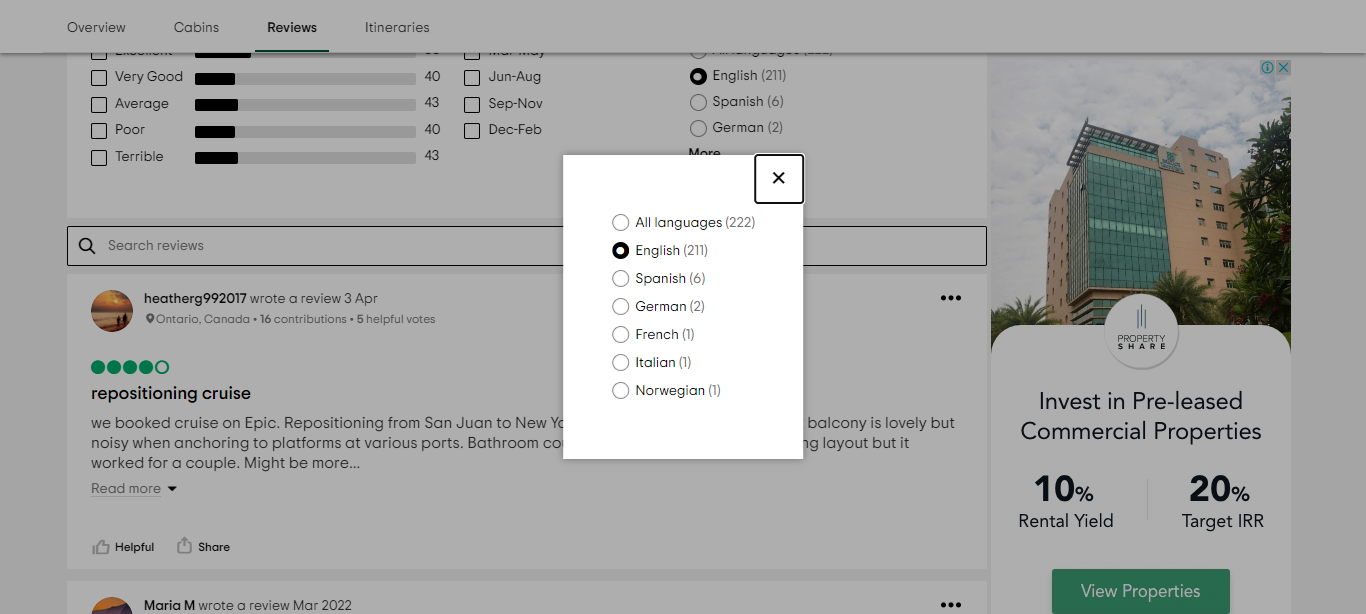 Overview Cabins Reviews Itineraries
Excellent Mar-May All languages (222)
Very Good 40 Jun-Aug English (211)
Average 43 Sep-Nov Spanish (6)
Poor 40 Dec-Feb German (2)
Terrible 43 More
Search reviews
All languages (222)
English (211)
Spanish (6)
German (2)
French (1)
Italian (1)
Norwegian (1)
heatherg992017 wrote a review 3 Apr
Ontario, Canada • 16 contributions • 5 helpful votes
repositioning cruise
we booked cruise on Epic. Repositioning from San Juan to New balcony is lovely but
noisy when anchoring to platforms at various ports. Bathroom layout but it
worked for a couple. Might be more...
Read more
Helpful Share
Maria M wrote a review Mar 2022
PROPERTY
SHARE
Invest in Pre-leased
Commercial Properties
10% 20%
Rental Yield Target IRR
View Properties